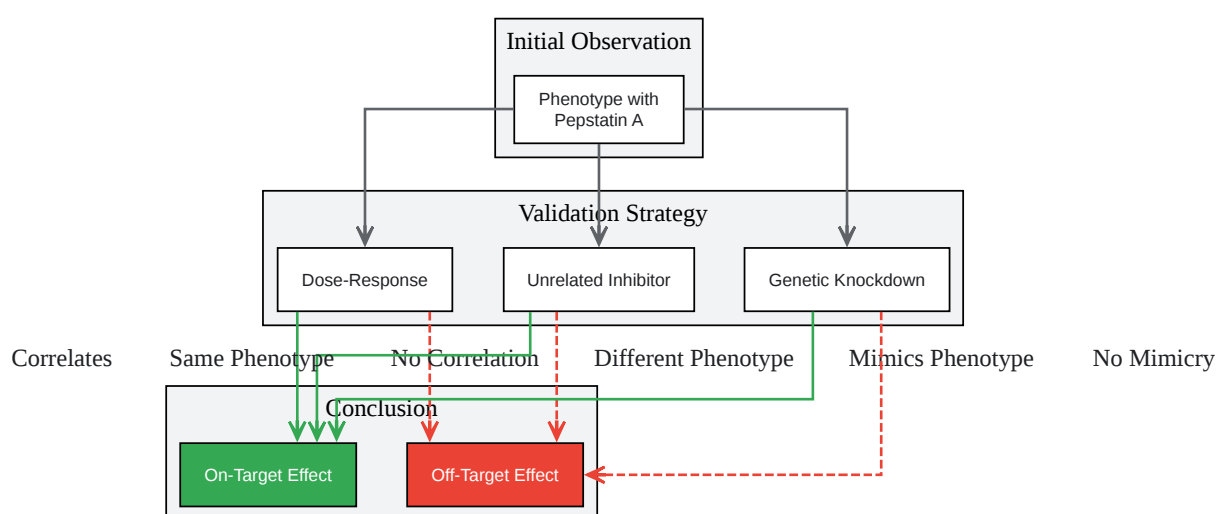 Initial Observation
Phenotype with
Pepstatin A
Validation Strategy
Dose-Response
Unrelated Inhibitor
Genetic Knockdown
Correlates
Same Phenotype
No Correlation
Different Phenotype
Mimics Phenotype
No Mimicry
Conclusion
On-Target Effect
Off-Target Effect